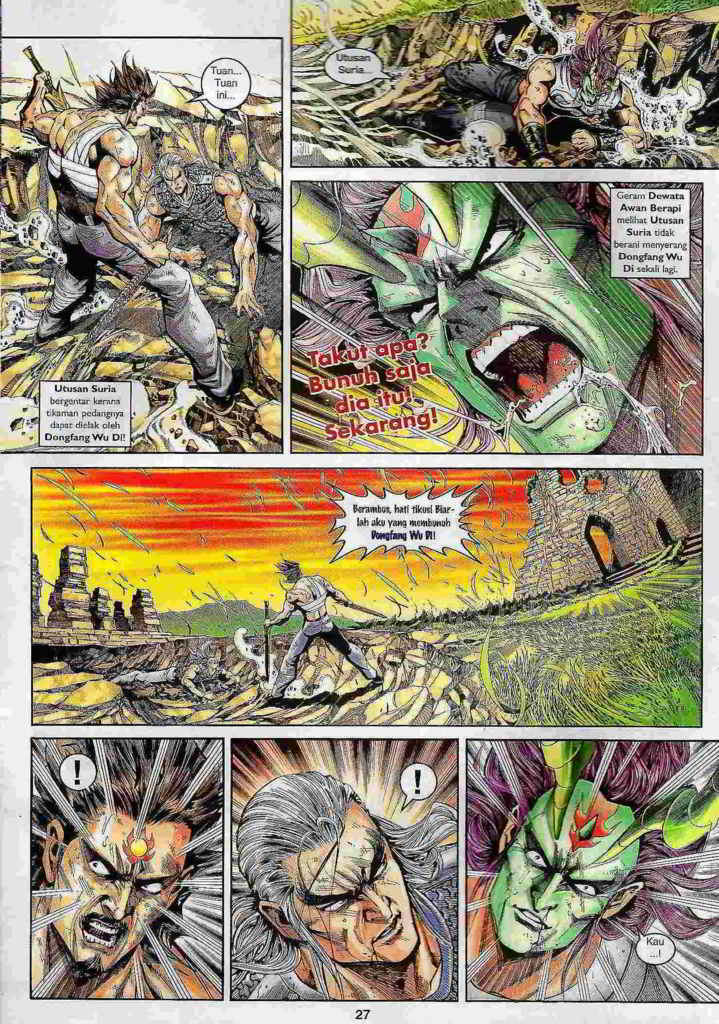 Tuan...
Tuan
ini...
Utusan Suria
bergentar kerana
tikaman pedangnya
dapat dielak oleh
Dongfang Wu Di!
Utusan
Suria...
Geram Dewata
Awan Berapi
melihat Utusan
Suria tidak
berani menyerang
Dongfang Wu
Di sekali lagi.
Takut apa?
Bunuh saja
dia itu!
Sekarang!
Berambus, hati tikus! Biar-
lah aku yang membunuh
Dongfang Wu Di!
!
!
Kau
...!
27